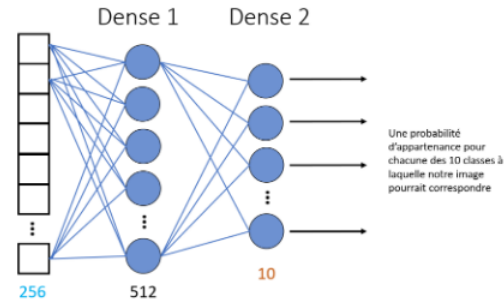 Dense 1
Dense 2
Une probabilité
d'appartenance pour
chacune des 10 classes à
laquelle notre image
pourrait correspondre
256
512
10